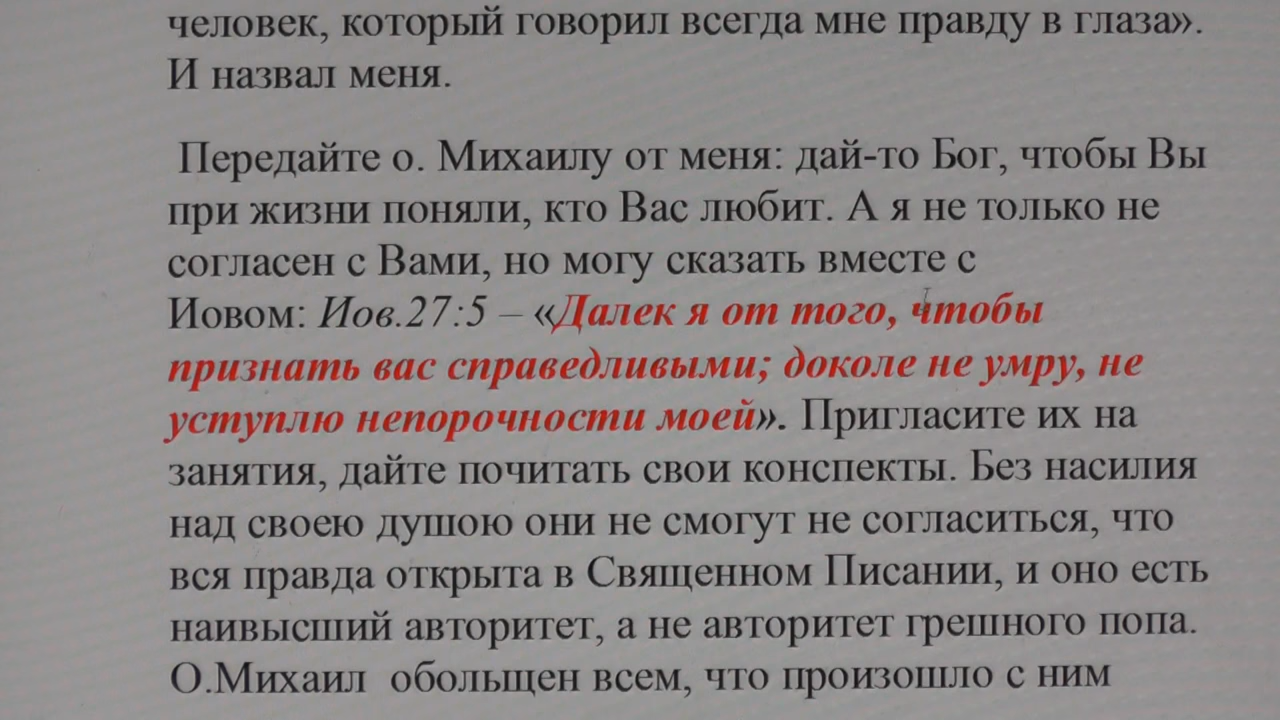 человек, который говорил всегда мне правду в глаза».
И назвал меня.
Передайте о. Михаилу от меня: дай-то Бог, чтобы Вы
при жизни поняли, кто Вас любит. А я не только не
согласен с Вами, но могу сказать вместе с
Иовом: Иов.27:5 – «Далек я от того, чтобы
признать вас справедливыми; доколе не умру, не
уступлю непорочности моей». Пригласите их на
занятия, дайте почитать свои конспекты. Без насилия
над своею душою они не смогут не согласиться, что
вся правда открыта в Священном Писании, и оно есть
наивысший авторитет, а не авторитет грешного попа.
О.Михаил обольщен всем, что произошло с ним